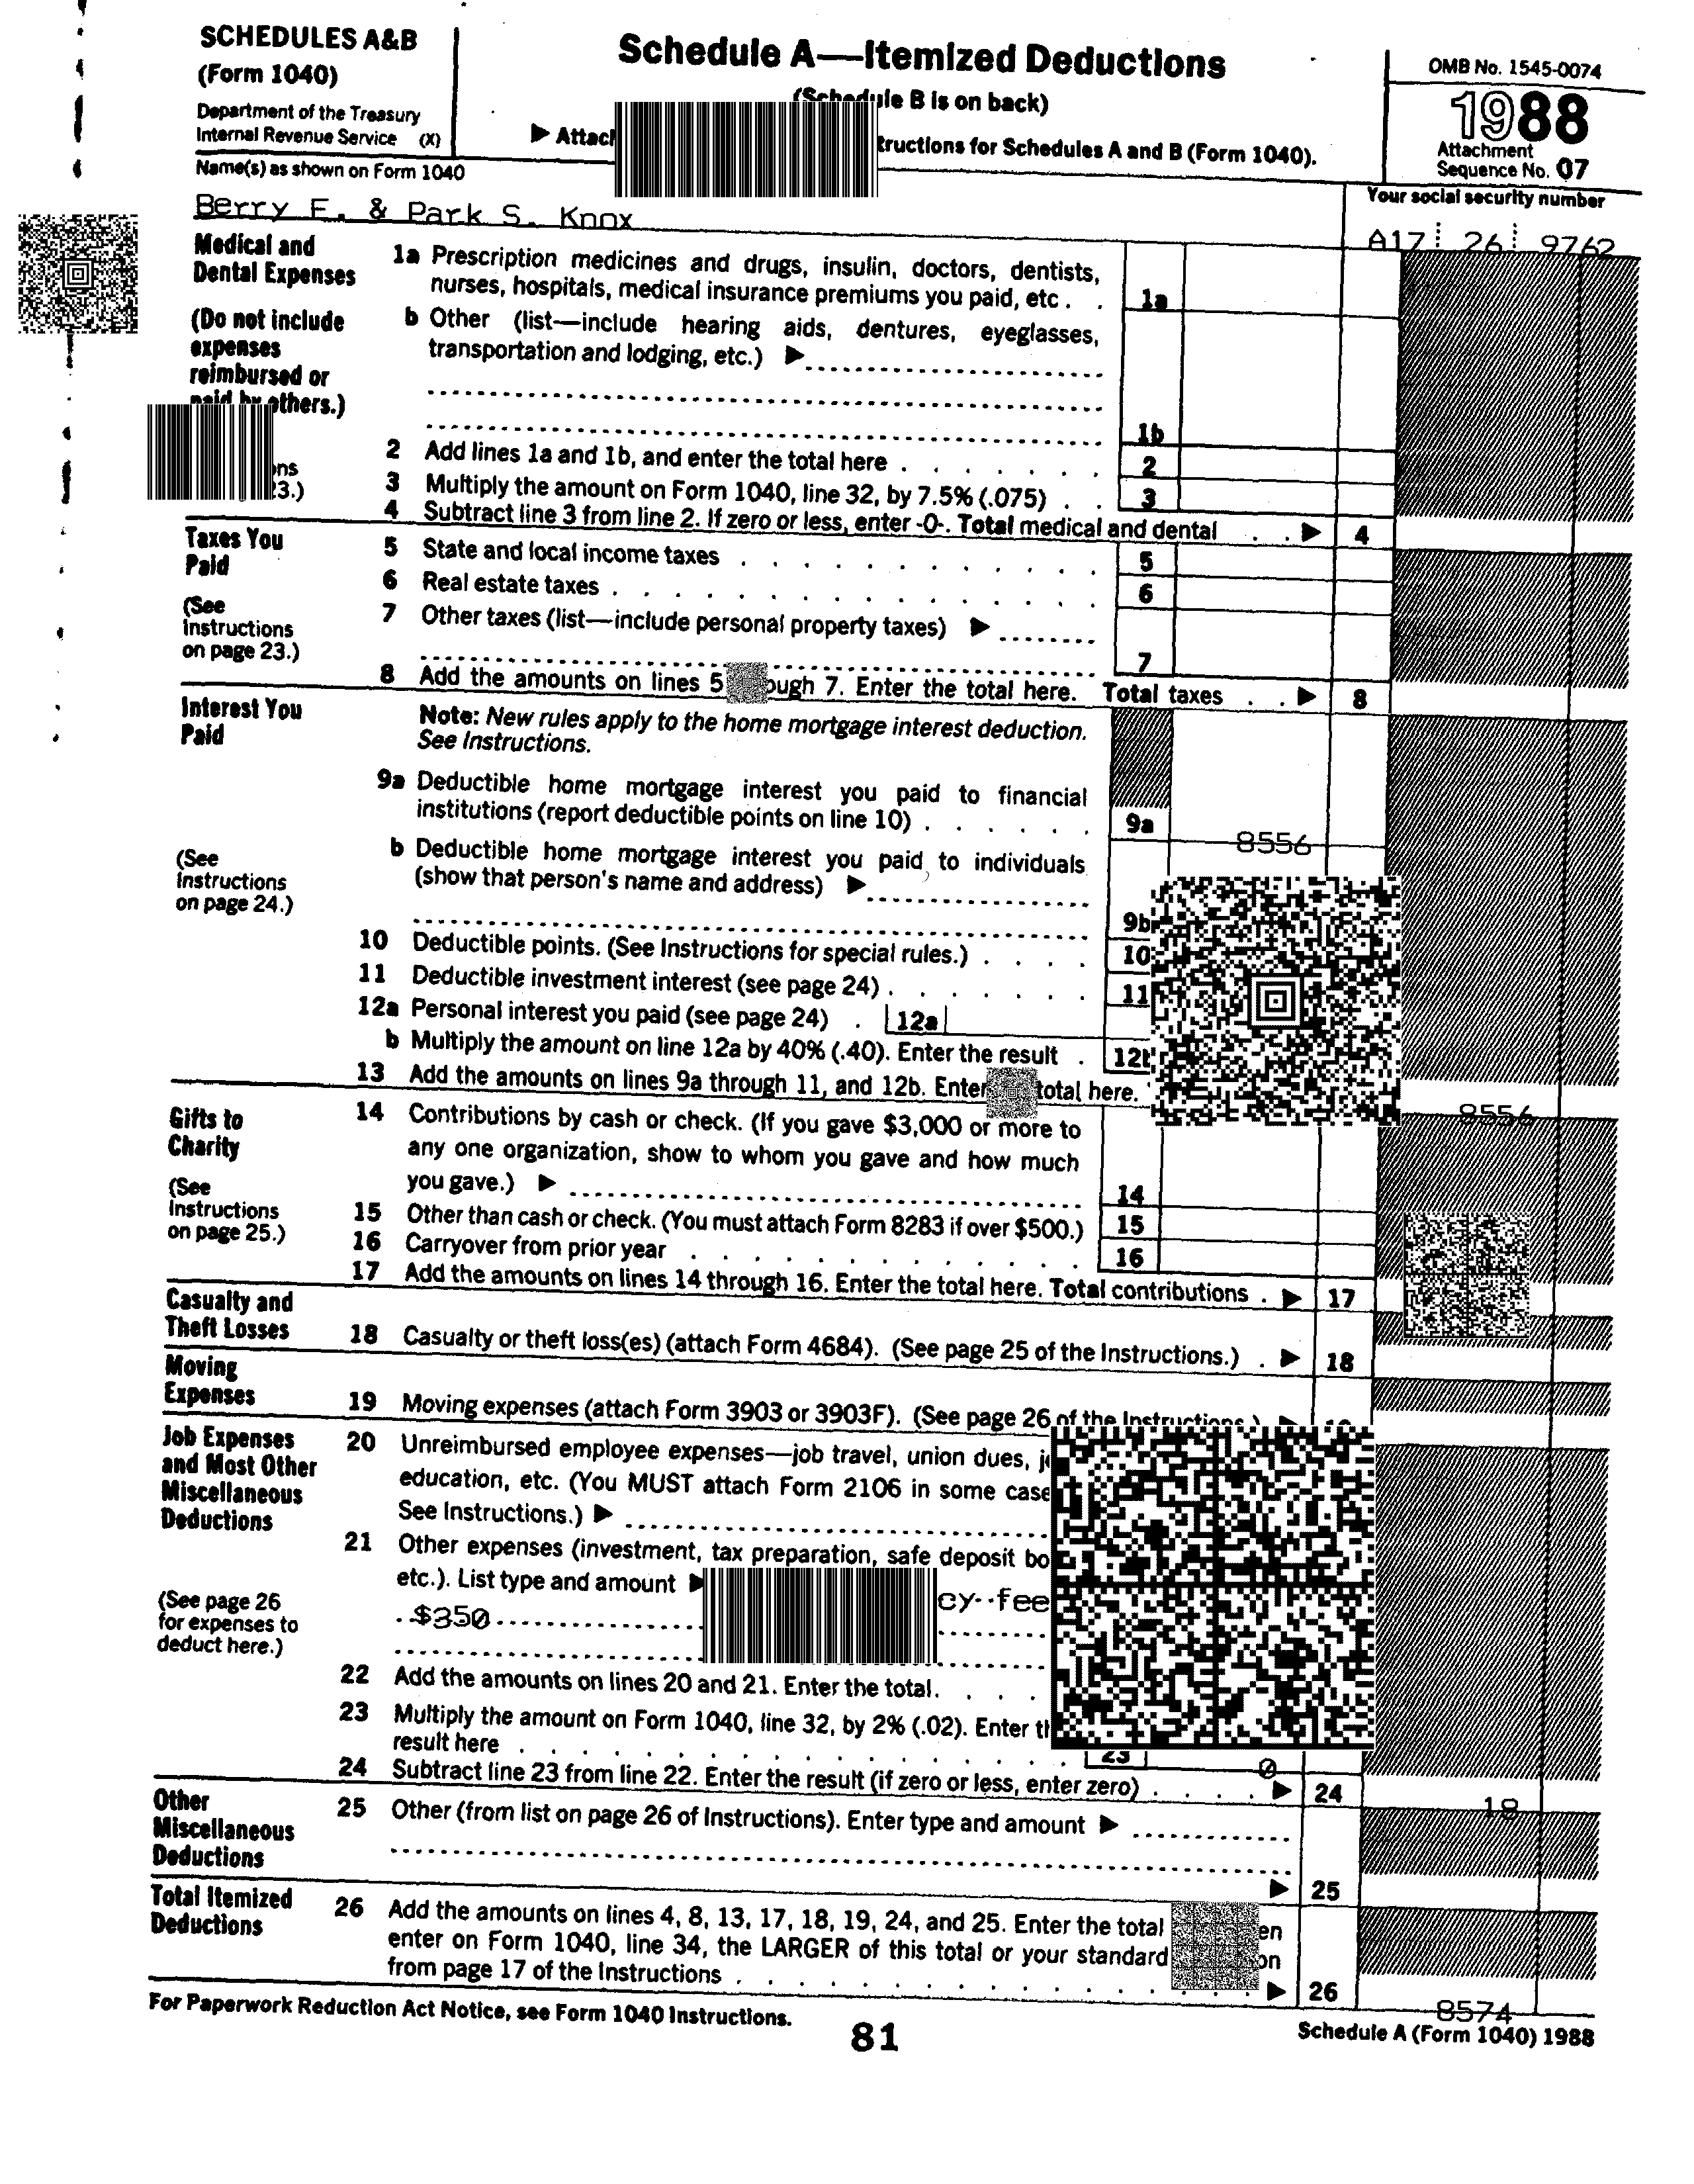 SCHEDULES A&B
(Form 1040)
Department of the Treasury
Internal Revenue Service (X)
Schedule A—Itemized Deductions
(Schedule B is on back)
▶ Attach tructions for Schedules A and B (Form 1040).
OMB No. 1545-0074
1988
Attachment
Sequence No. 07
Name(s) as shown on Form 1040
Your social security number
Berry F. & Park S. Knox
A17 26 9762
Medical and
Dental Expenses
(Do not include
expenses
reimbursed or
paid by others.)
ns
23.)
1a Prescription medicines and drugs, insulin, doctors, dentists,
nurses, hospitals, medical insurance premiums you paid, etc . . 1a
b Other (list—include hearing aids, dentures, eyeglasses,
transportation and lodging, etc.) ▶
1b
2 Add lines 1a and 1b, and enter the total here . . . . . . . 2
3 Multiply the amount on Form 1040, line 32, by 7.5% (.075) . . 3
4 Subtract line 3 from line 2. If zero or less, enter -0-. Total medical and dental . . ▶ 4
Taxes You
Paid
(See
Instructions
on page 23.)
5 State and local income taxes . . . . . . . . . . . . 5
6 Real estate taxes . . . . . . . . . . . . . . . . 6
7 Other taxes (list—include personal property taxes) ▶
7
8 Add the amounts on lines 5 ough 7. Enter the total here. Total taxes . . ▶ 8
Interest You
Paid
(See
Instructions
on page 24.)
Note: New rules apply to the home mortgage interest deduction.
See Instructions.
9a Deductible home mortgage interest you paid to financial
institutions (report deductible points on line 10) . . . . . . 9a 8556
b Deductible home mortgage interest you paid to individuals
(show that person's name and address) ▶
9b
10 Deductible points. (See Instructions for special rules.) . . . . 10
11 Deductible investment interest (see page 24) . . . . . . . 11
12a Personal interest you paid (see page 24) . 12a
b Multiply the amount on line 12a by 40% (.40). Enter the result . 12b
13 Add the amounts on lines 9a through 11, and 12b. Enter total here. 8556
Gifts to
Charity
(See
Instructions
on page 25.)
14 Contributions by cash or check. (If you gave $3,000 or more to
any one organization, show to whom you gave and how much
you gave.) ▶ 14
15 Other than cash or check. (You must attach Form 8283 if over $500.) 15
16 Carryover from prior year . . . . . . . . . . . . . 16
17 Add the amounts on lines 14 through 16. Enter the total here. Total contributions . ▶ 17
Casualty and
Theft Losses
18 Casualty or theft loss(es) (attach Form 4684). (See page 25 of the Instructions.) . ▶ 18
Moving
Expenses
19 Moving expenses (attach Form 3903 or 3903F). (See page 26 of the Instructions.) ▶
Job Expenses
and Most Other
Miscellaneous
Deductions
(See page 26
for expenses to
deduct here.)
20 Unreimbursed employee expenses—job travel, union dues, j
education, etc. (You MUST attach Form 2106 in some case
See Instructions.) ▶
21 Other expenses (investment, tax preparation, safe deposit bo
etc.). List type and amount ▶ cy fee
$350
22 Add the amounts on lines 20 and 21. Enter the total. . . .
23 Multiply the amount on Form 1040, line 32, by 2% (.02). Enter th
result here . . . . . . . . . . . . . . . . . 23 0
24 Subtract line 23 from line 22. Enter the result (if zero or less, enter zero) . . . . ▶ 24 18
Other
Miscellaneous
Deductions
25 Other (from list on page 26 of Instructions). Enter type and amount ▶
▶ 25
Total Itemized
Deductions
26 Add the amounts on lines 4, 8, 13, 17, 18, 19, 24, and 25. Enter the total en
enter on Form 1040, line 34, the LARGER of this total or your standard on
from page 17 of the Instructions . . . . . . . . . . . . . . ▶ 26 8574
For Paperwork Reduction Act Notice, see Form 1040 Instructions.
81
Schedule A (Form 1040) 1988